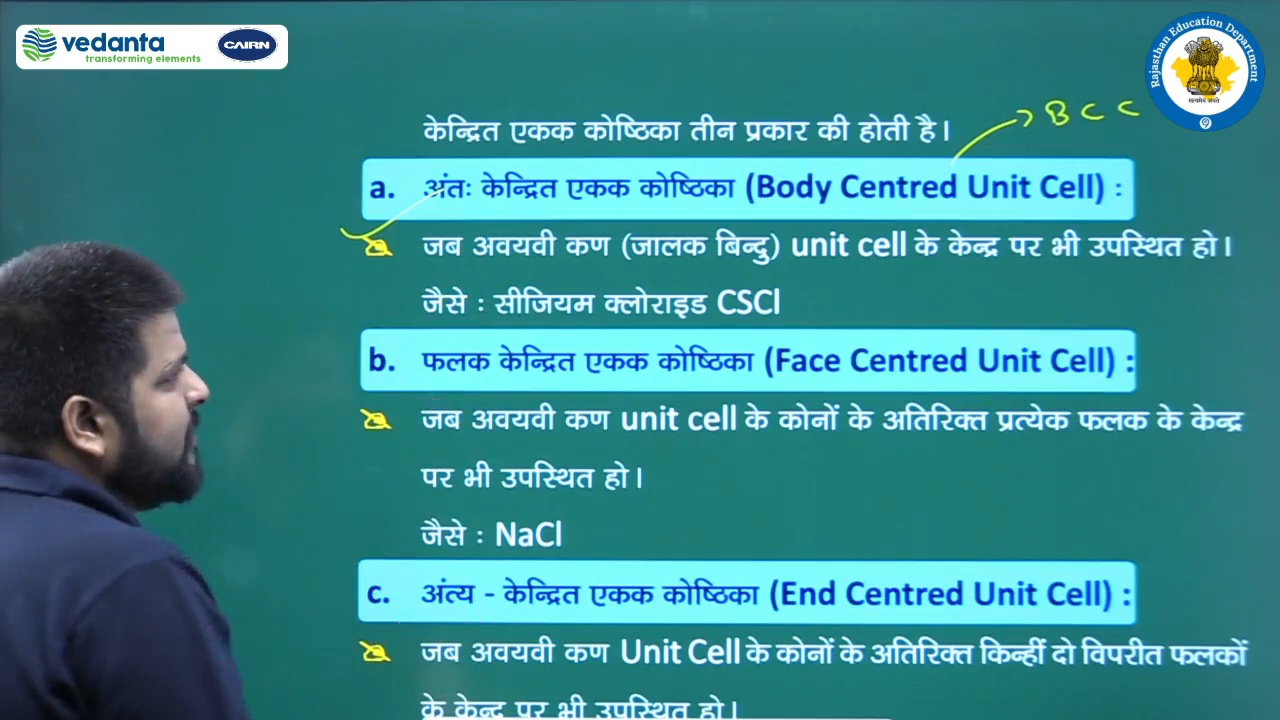 vedanta
transforming elements
CAIRN
Rajasthan Education Department
सत्यमेव जयते
केन्द्रित एकक कोष्ठिका तीन प्रकार की होती है।
BCC
a. अंतः केन्द्रित एकक कोष्ठिका (Body Centred Unit Cell) :
जब अवयवी कण (जालक बिन्दु) unit cell के केन्द्र पर भी उपस्थित हो।
जैसे : सीजियम क्लोराइड CSCl
b. फलक केन्द्रित एकक कोष्ठिका (Face Centred Unit Cell) :
जब अवयवी कण unit cell के कोनों के अतिरिक्त प्रत्येक फलक के केन्द्र
पर भी उपस्थित हो।
जैसे : NaCl
c. अंत्य - केन्द्रित एकक कोष्ठिका (End Centred Unit Cell) :
जब अवयवी कण Unit Cell के कोनों के अतिरिक्त किन्हीं दो विपरीत फलकों
के केन्द्र पर भी उपस्थित हो।